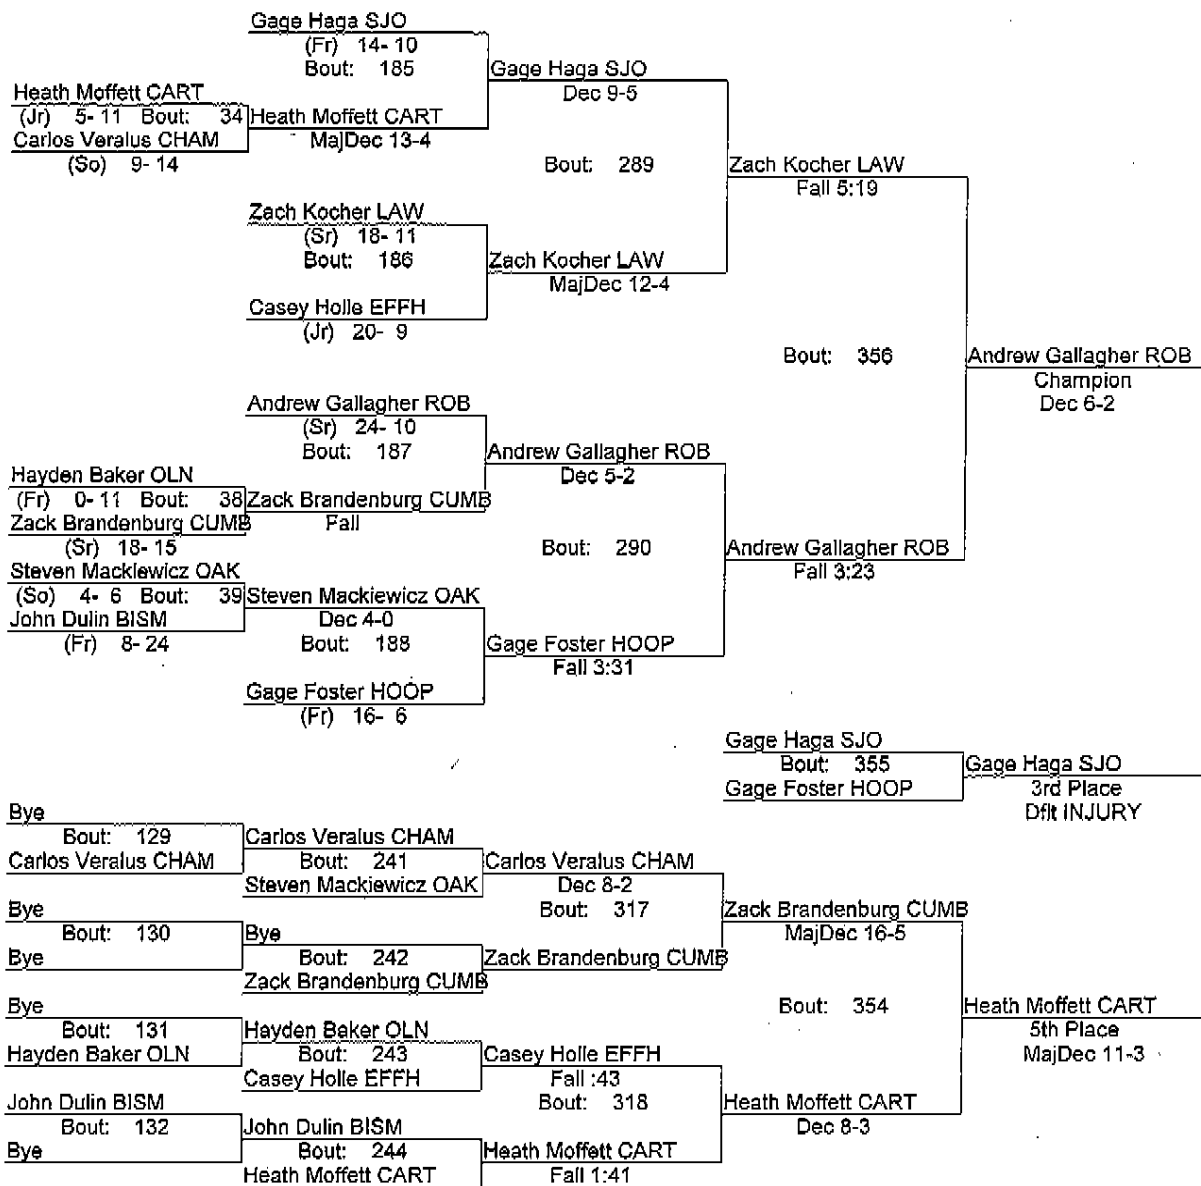 Gage Haga SJO
(Fr) 14- 10
Bout: 185
Gage Haga SJO
Dec 9-5
Heath Moffett CART
(Jr) 5- 11 Bout: 34
Heath Moffett CART
MajDec 13-4
Carlos Veralus CHAM
(So) 9- 14
Bout: 289
Zach Kocher LAW
Fall 5:19
Zach Kocher LAW
(Sr) 18- 11
Bout: 186
Zach Kocher LAW
MajDec 12-4
Casey Holle EFFH
(Jr) 20- 9
Bout: 356
Andrew Gallagher ROB
Champion
Dec 6-2
Andrew Gallagher ROB
(Sr) 24- 10
Bout: 187
Andrew Gallagher ROB
Dec 5-2
Hayden Baker OLN
(Fr) 0- 11 Bout: 38
Zack Brandenburg CUMB
Fall
Zack Brandenburg CUMB
(Sr) 18- 15
Bout: 290
Andrew Gallagher ROB
Fall 3:23
Steven Mackiewicz OAK
(So) 4- 6 Bout: 39
Steven Mackiewicz OAK
Dec 4-0
John Dulin BISM
(Fr) 8- 24
Bout: 188
Gage Foster HOOP
Fall 3:31
Gage Foster HOOP
(Fr) 16- 6
Gage Haga SJO
Bout: 355
Gage Foster HOOP
Gage Haga SJO
3rd Place
Dflt INJURY
Bye
Bout: 129
Carlos Veralus CHAM
Carlos Veralus CHAM
Bout: 241
Steven Mackiewicz OAK
Carlos Veralus CHAM
Dec 8-2
Bout: 317
Zack Brandenburg CUMB
MajDec 16-5
Bye
Bout: 130
Bye
Bye
Bout: 242
Zack Brandenburg CUMB
Zack Brandenburg CUMB
Bout: 354
Heath Moffett CART
5th Place
MajDec 11-3
Bye
Bout: 131
Hayden Baker OLN
Hayden Baker OLN
Bout: 243
Casey Holle EFFH
Casey Holle EFFH
Fall :43
Bout: 318
Heath Moffett CART
Dec 8-3
John Dulin BISM
Bout: 132
Bye
John Dulin BISM
Bout: 244
Heath Moffett CART
Heath Moffett CART
Fall 1:41